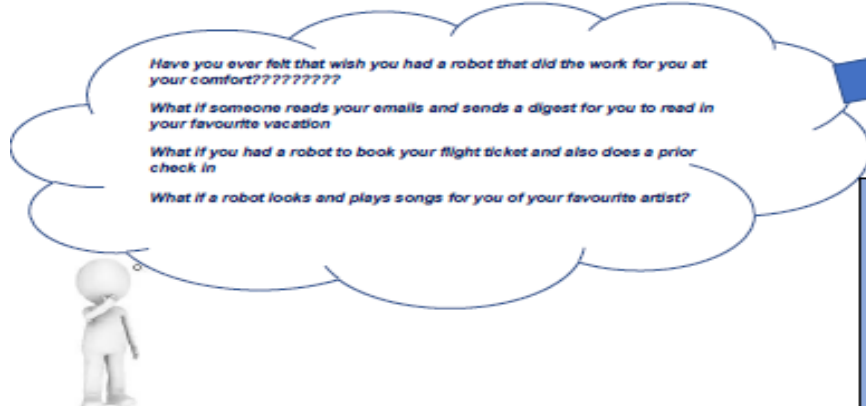 Have you ever felt that wish you had a robot that did the work for you at
your comfort?????????
What if someone reads your emails and sends a digest for you to read in
your favourite vacation
What if you had a robot to book your flight ticket and also does a prior
check in
What if a robot looks and plays songs for you of your favourite artist?